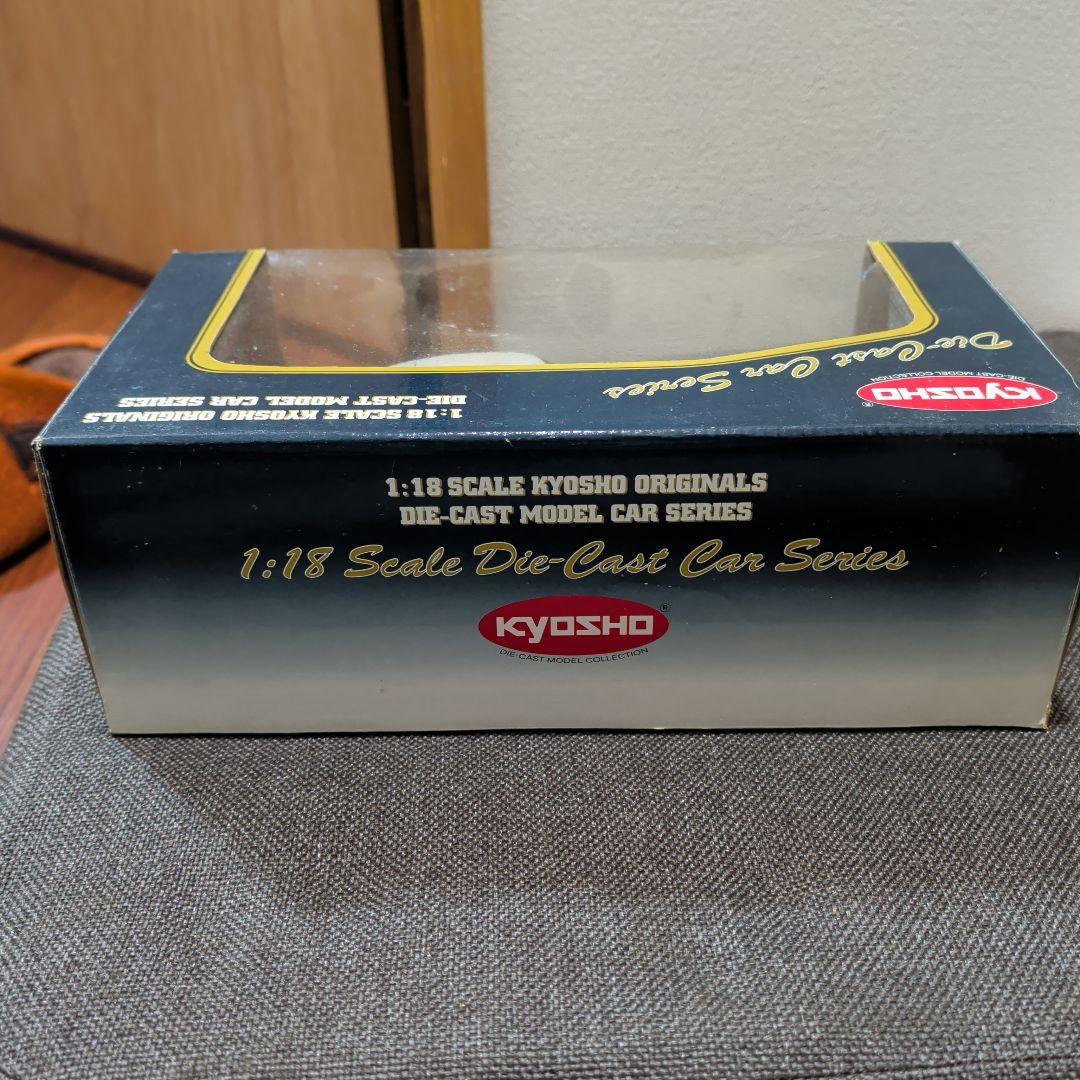 Die-Cast Car Series
KYOSHO®
DIE-CAST MODEL COLLECTION
1:18 SCALE KYOSHO ORIGINALS
DIE-CAST MODEL CAR SERIES
1:18 SCALE KYOSHO ORIGINALS
DIE-CAST MODEL CAR SERIES
1:18 Scale Die-Cast Car Series
KYOSHO®
DIE-CAST MODEL COLLECTION